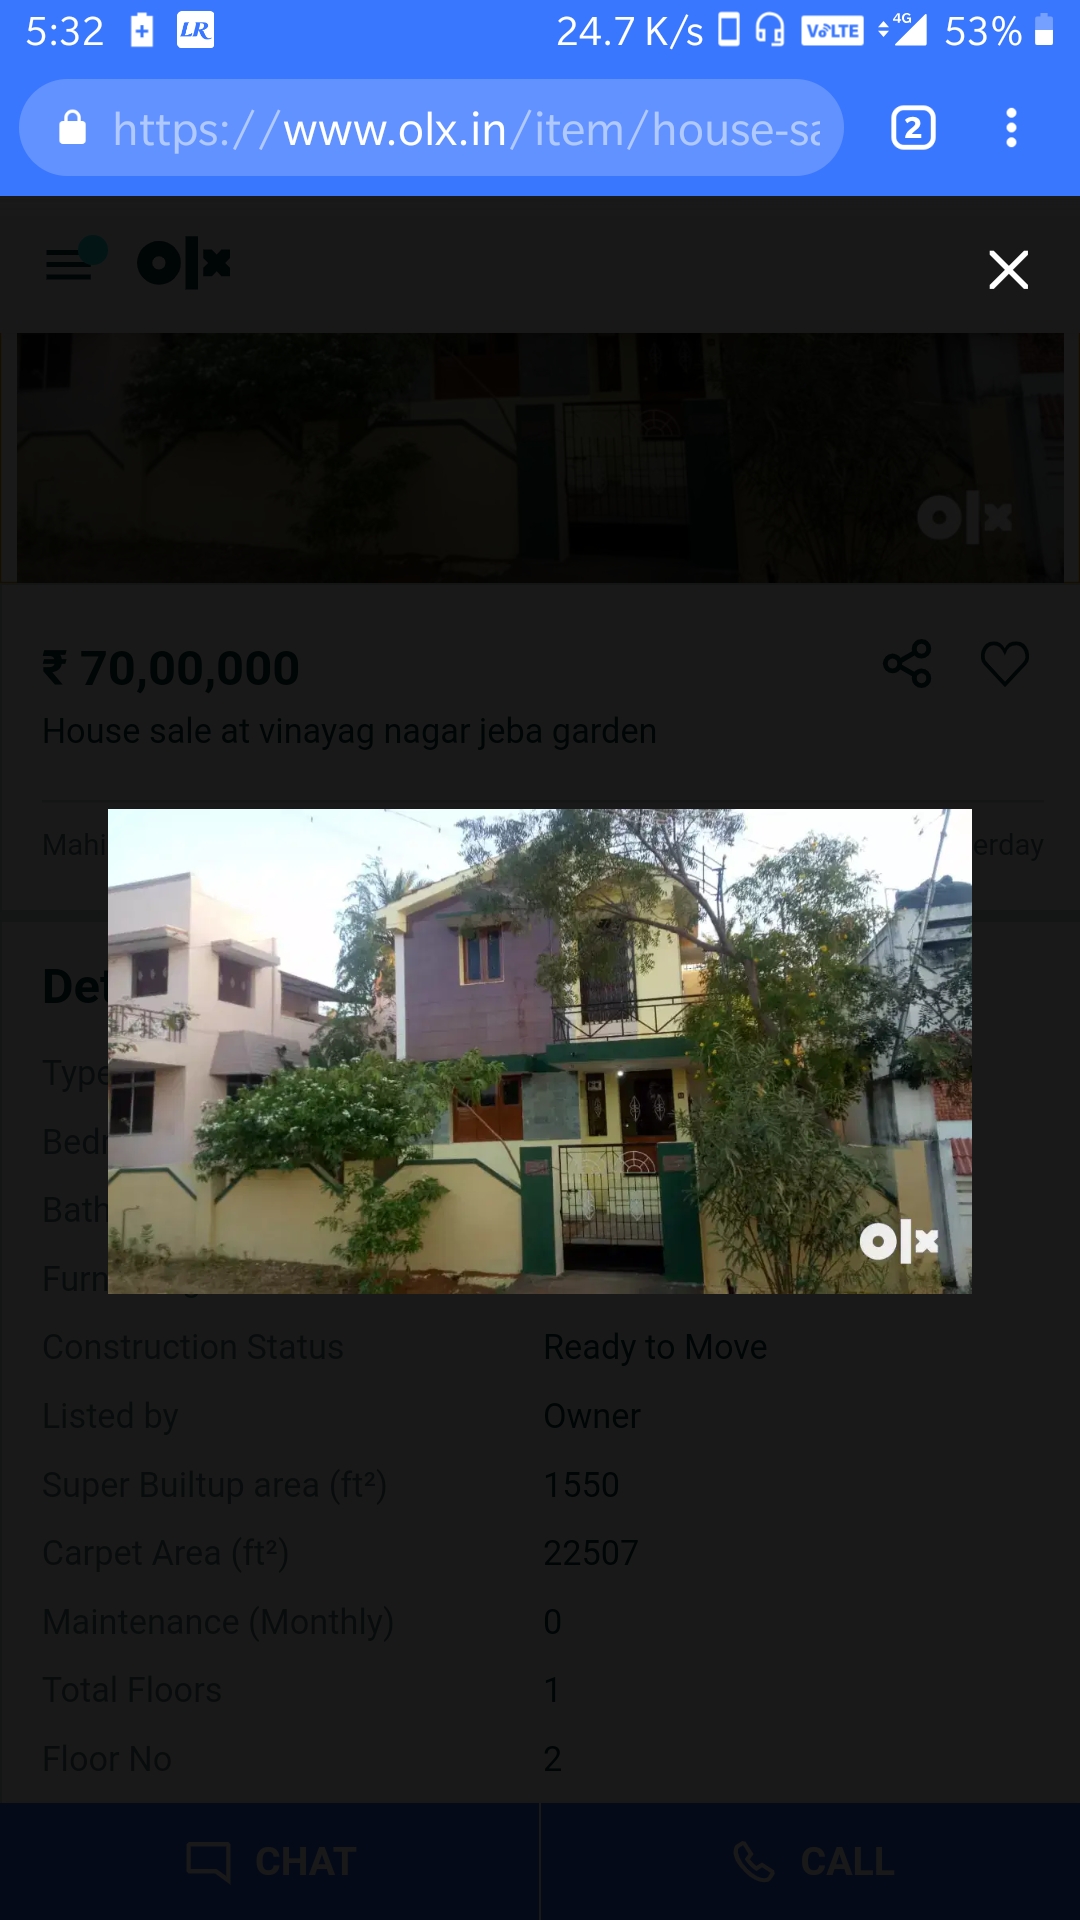 5:32 LR 24.7 K/s VoLTE 4G 53%
https://www.olx.in/item/house-sa 2
olx
olx
₹ 70,00,000
House sale at vinayag nagar jeba garden
Mahi erday
Det
Type
Bedr
Bath
Furn
olx
Construction Status Ready to Move
Listed by Owner
Super Builtup area (ft²) 1550
Carpet Area (ft²) 22507
Maintenance (Monthly) 0
Total Floors 1
Floor No 2
CHAT CALL